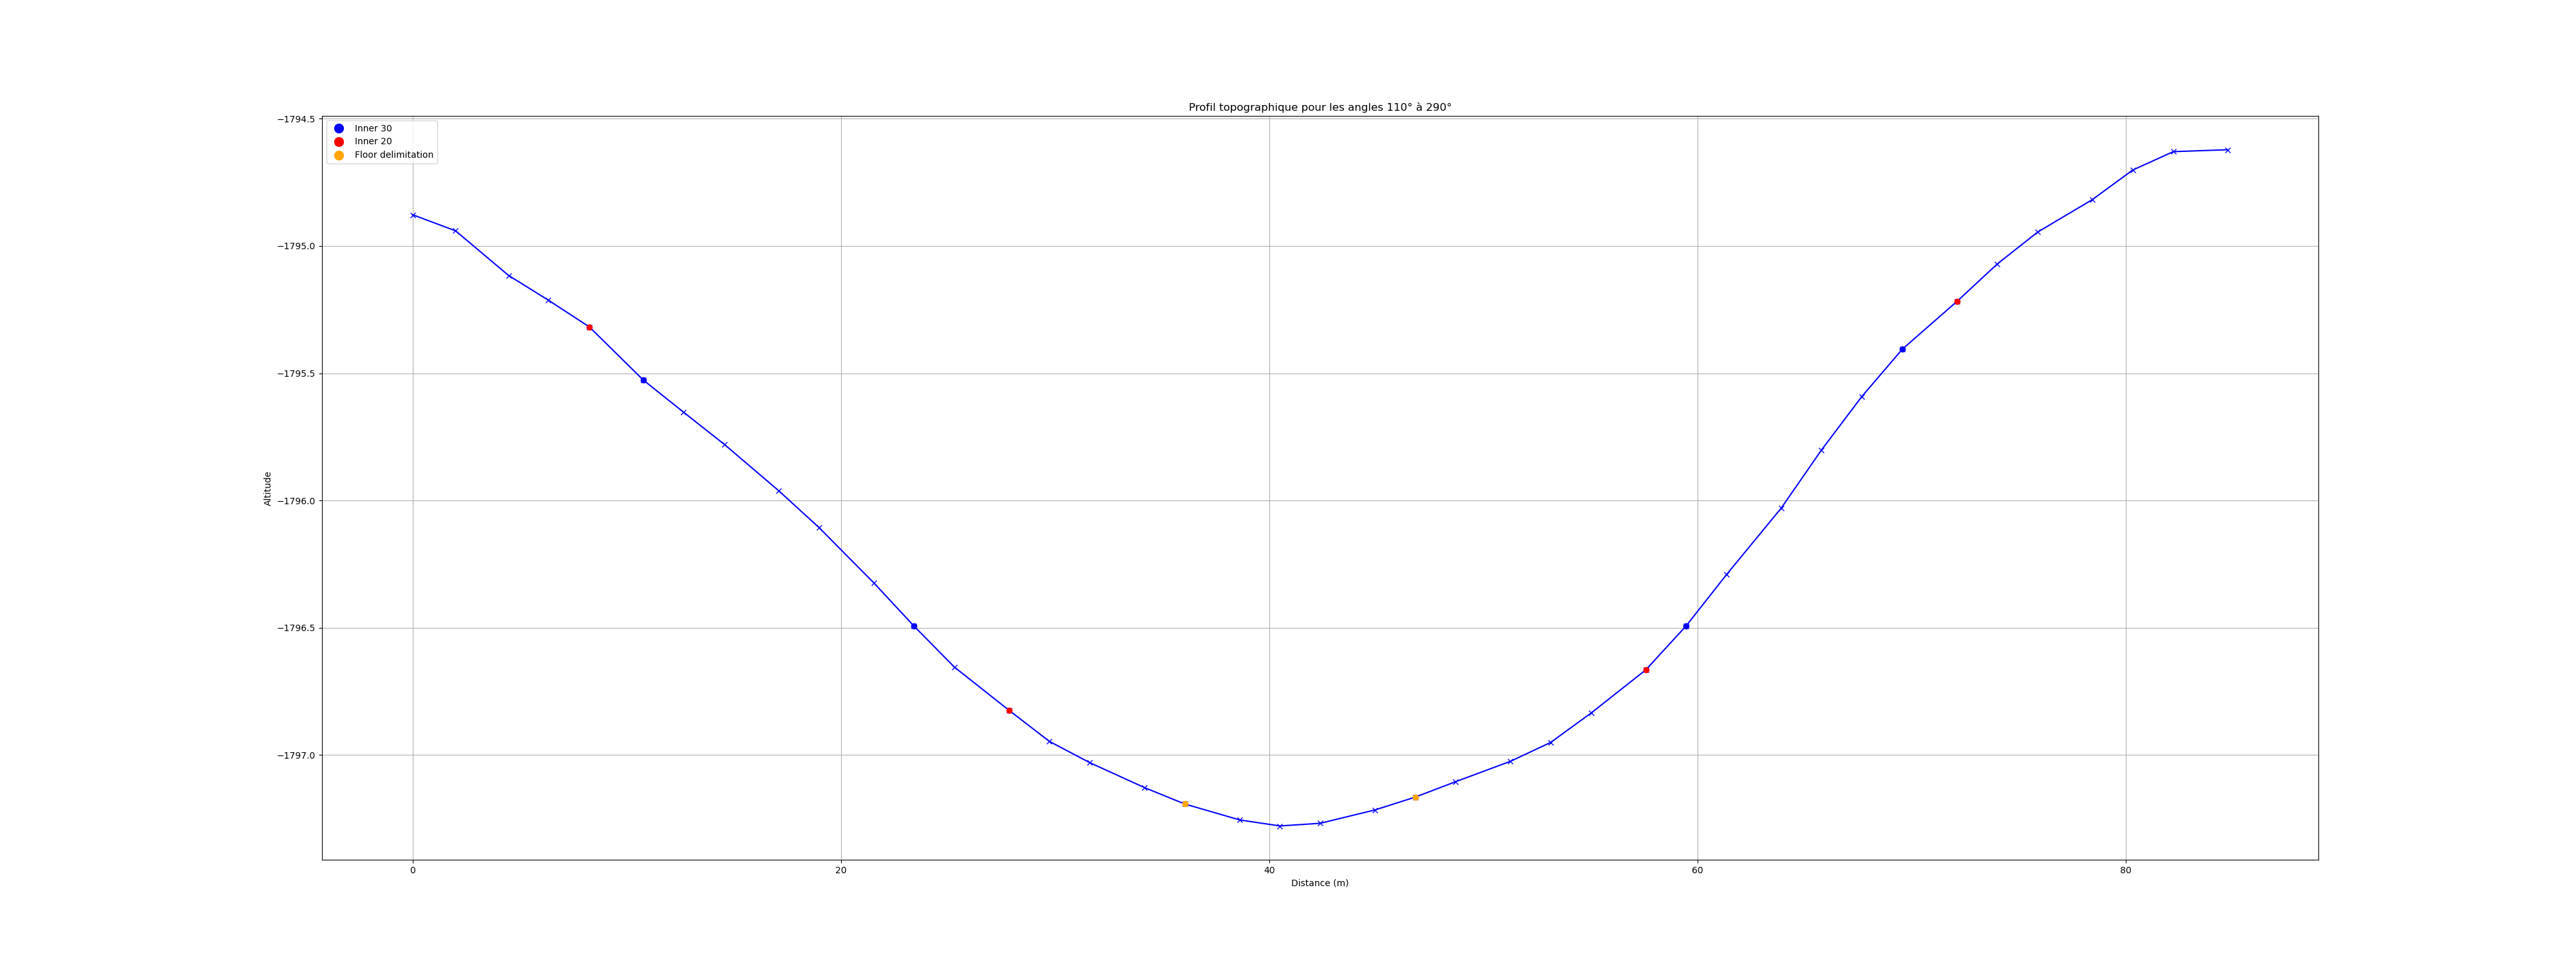 Profil topographique pour les angles 110° à 290°
Inner 30
Inner 20
Floor delimitation
−1794.5
−1795.0
−1795.5
−1796.0
−1796.5
−1797.0
Altitude
0 20 40 60 80
Distance (m)